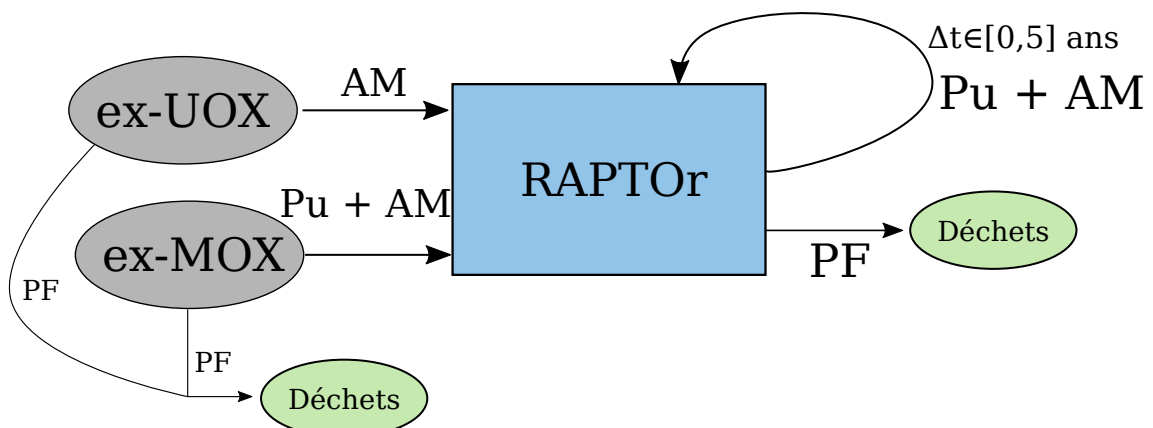 Δt∈[0,5] ans
Pu + AM
ex-UOX
AM
RAPTOr
Pu + AM
ex-MOX
Déchets
PF
PF
PF
Déchets